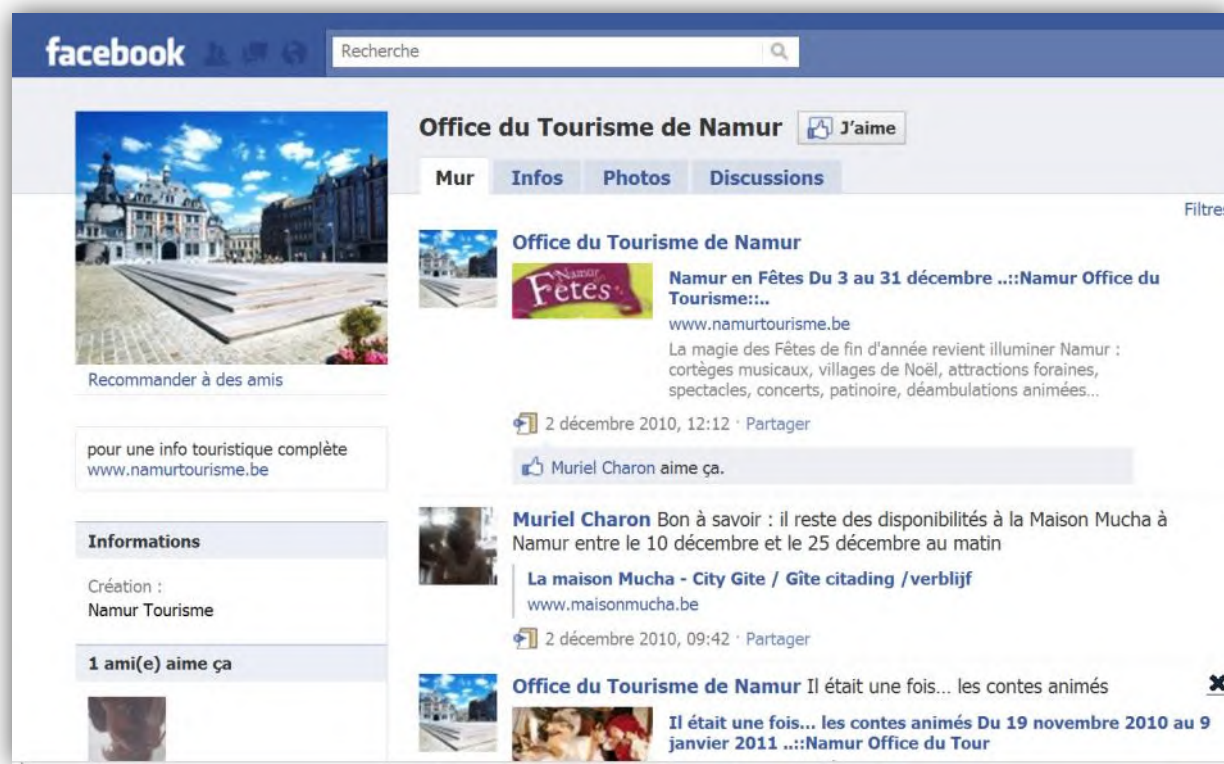 facebook
Recherche
Office du Tourisme de Namur
J'aime
Mur Infos Photos Discussions
Filtres
Recommander à des amis
pour une info touristique complète
www.namurtourisme.be
Informations
Création :
Namur Tourisme
1 ami(e) aime ça
Office du Tourisme de Namur
Namur en
Fêtes
Namur en Fêtes Du 3 au 31 décembre ..::Namur Office du
Tourisme::..
www.namurtourisme.be
La magie des Fêtes de fin d'année revient illuminer Namur :
cortèges musicaux, villages de Noël, attractions foraines,
spectacles, concerts, patinoire, déambulations animées...
2 décembre 2010, 12:12 · Partager
Muriel Charon aime ça.
Muriel Charon Bon à savoir : il reste des disponibilités à la Maison Mucha à
Namur entre le 10 décembre et le 25 décembre au matin
La maison Mucha - City Gite / Gîte citading /verblijf
www.maisonmucha.be
2 décembre 2010, 09:42 · Partager
Office du Tourisme de Namur Il était une fois... les contes animés
Il était une fois... les contes animés Du 19 novembre 2010 au 9
janvier 2011 ..::Namur Office du Tour